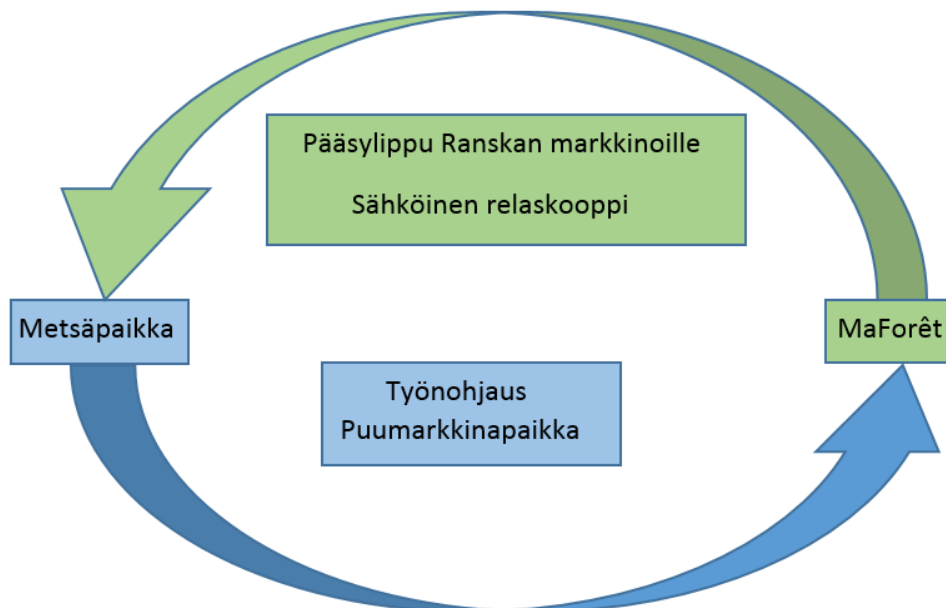 Pääsylippu Ranskan markkinoille
Sähköinen relaskooppi
Metsäpaikka
MaForêt
Työnohjaus
Puumarkkinapaikka